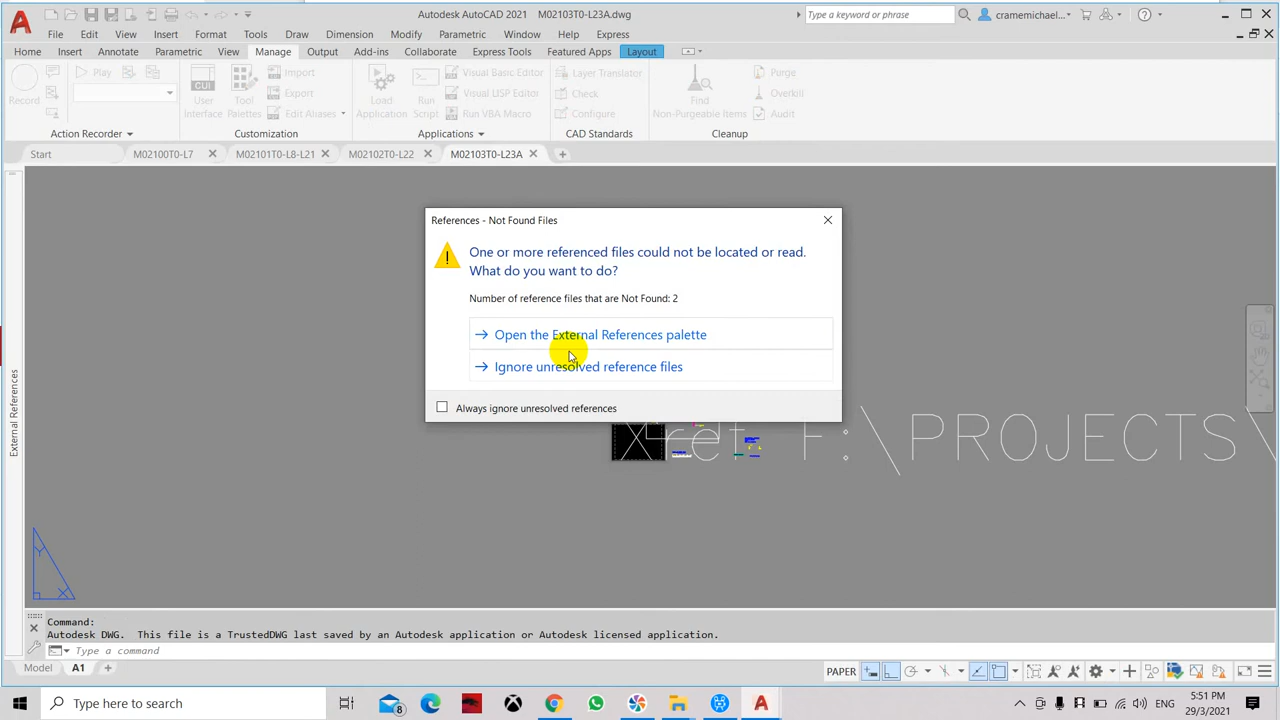 Autodesk AutoCAD 2021 M02103T0-L23A.dwg
Type a keyword or phrase
cramemichael...
File Edit View Insert Format Tools Draw Dimension Modify Parametric Window Help Express
Home Insert Annotate Parametric View Manage Output Add-ins Collaborate Express Tools Featured Apps Layout
Play Import Visual Basic Editor Layer Translator Purge
Record
User
Interface
Tool
Palettes
Export
Load
Application
Run
Script
Visual LISP Editor Check
Find
Non-Purgeable Items
Overkill
Edit Aliases Run VBA Macro Configure Audit
Action Recorder Customization Applications CAD Standards Cleanup
Start M02100T0-L7 M02101T0-L8-L21 M02102T0-L22 M02103T0-L23A
References - Not Found Files
One or more referenced files could not be located or read.
What do you want to do?
Number of reference files that are Not Found: 2
Open the External References palette
Ignore unresolved reference files
Always ignore unresolved references
External References
Xref F:\PROJECTS\
Y
X
Command:
Autodesk DWG. This file is a TrustedDWG last saved by an Autodesk application or Autodesk licensed application.
Type a command
Model A1
PAPER
Type here to search
8
ENG
5:51 PM
29/3/2021